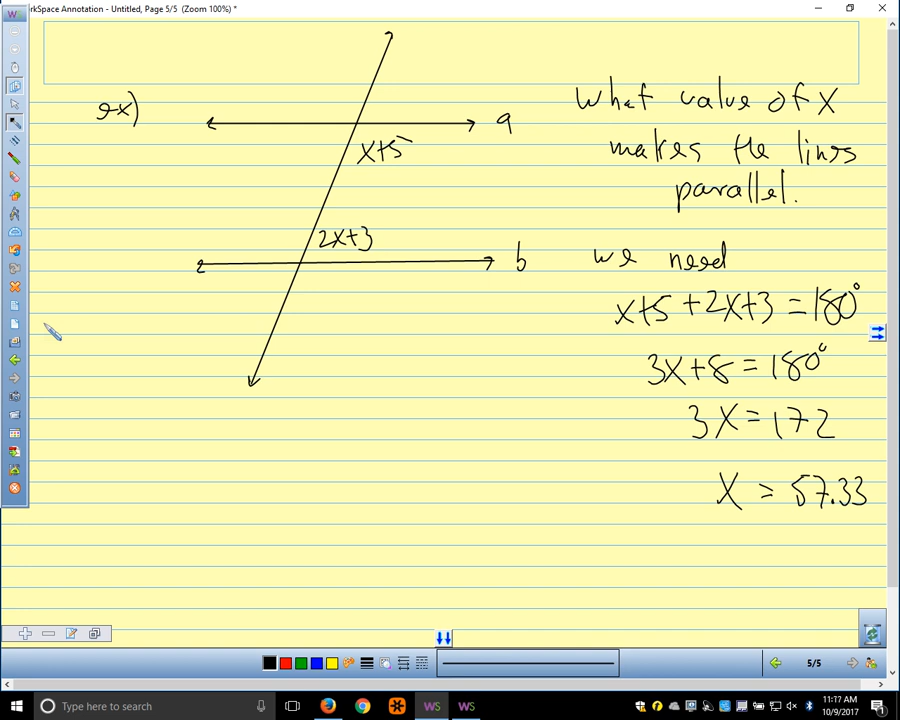 rkSpace Annotation - Untitled, Page 5/5 (Zoom 100%) *
ex)
a
x+5
2x+3
b
What value of X
makes the lines
parallel.
we need
x+5 +2x+3 = 180°
3x+8 = 180°
3X = 172
X = 57.33
5/5
Type here to search
WS
WS
11:?? AM
10/9/2017